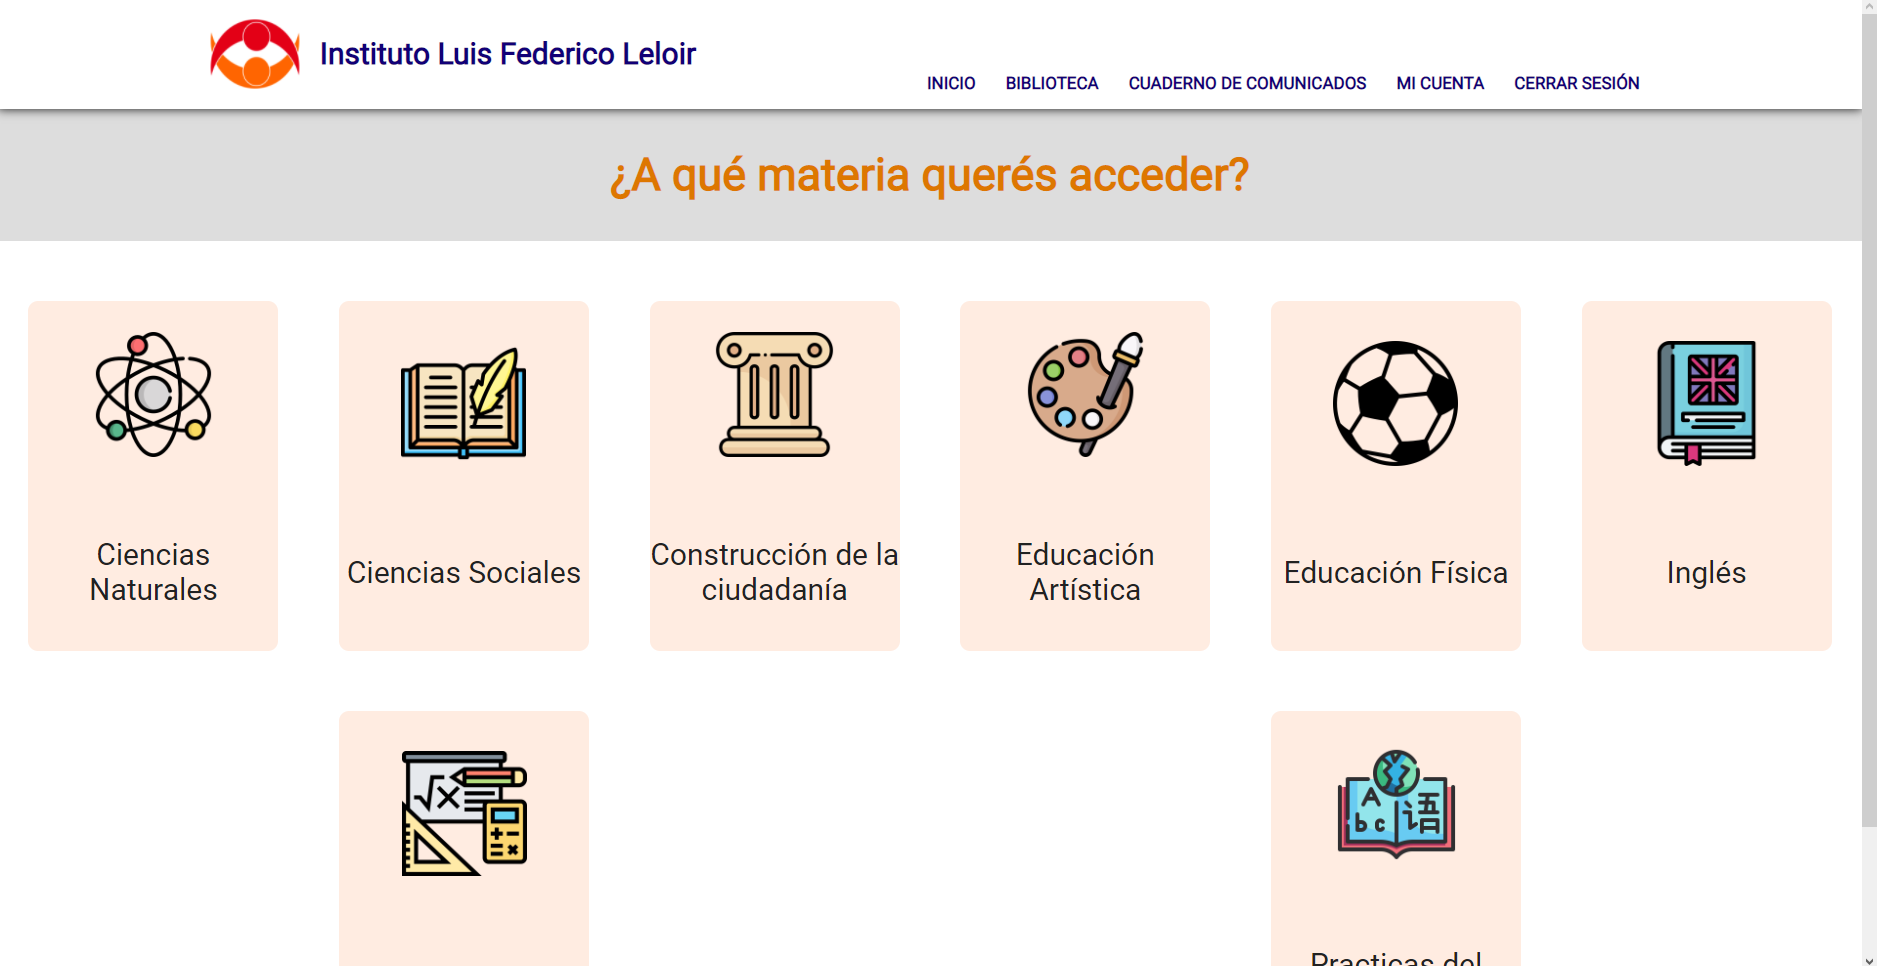 Instituto Luis Federico Leloir
INICIO BIBLIOTECA CUADERNO DE COMUNICADOS MI CUENTA CERRAR SESIÓN
¿A qué materia querés acceder?
Ciencias
Naturales
Ciencias Sociales
Construcción de la
ciudadanía
Educación
Artística
Educación Física
Inglés
A
b c
语
Practicas del